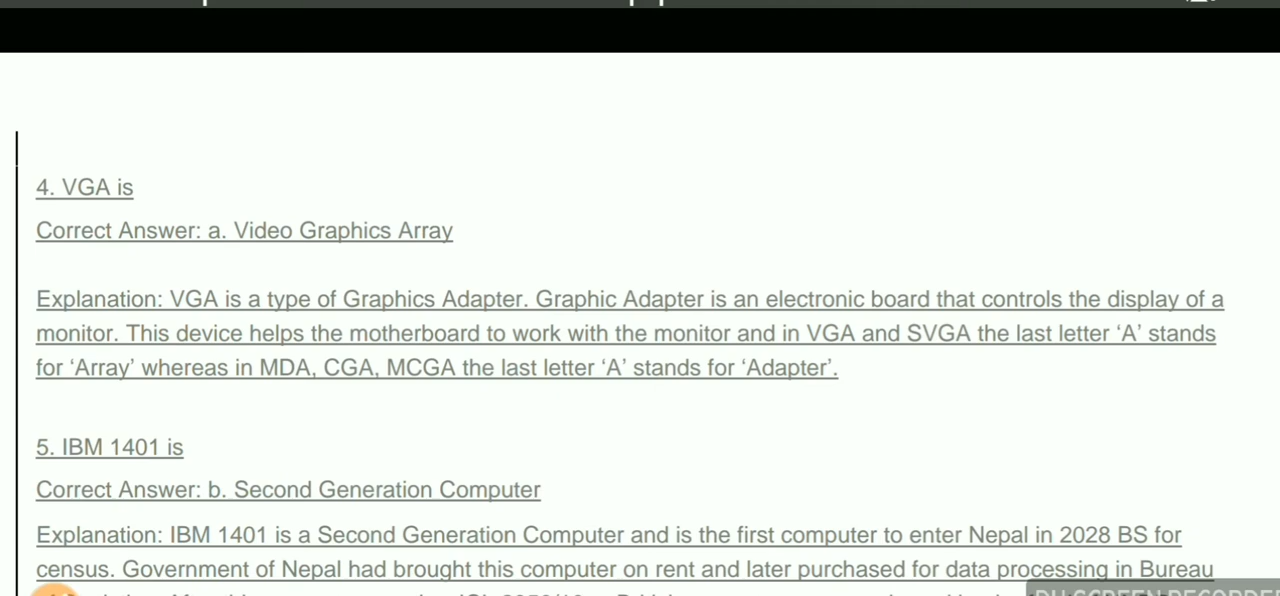 4. VGA is
Correct Answer: a. Video Graphics Array
Explanation: VGA is a type of Graphics Adapter. Graphic Adapter is an electronic board that controls the display of a
monitor. This device helps the motherboard to work with the monitor and in VGA and SVGA the last letter ‘A’ stands
for ‘Array’ whereas in MDA, CGA, MCGA the last letter ‘A’ stands for ‘Adapter’.
5. IBM 1401 is
Correct Answer: b. Second Generation Computer
Explanation: IBM 1401 is a Second Generation Computer and is the first computer to enter Nepal in 2028 BS for
census. Government of Nepal had brought this computer on rent and later purchased for data processing in Bureau